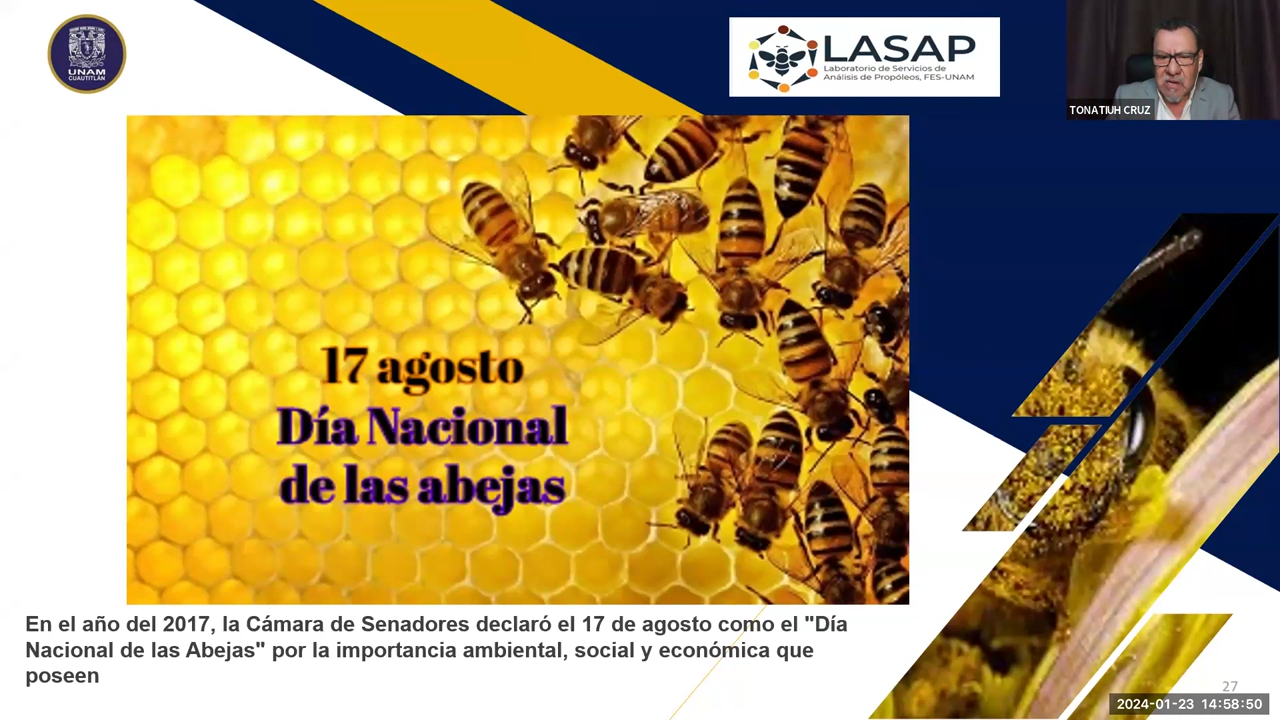 UNAM
CUAUTITLÁN
LASAP
Laboratorio de Servicios de
Análisis de Propóleos, FES-UNAM
TONATIUH CRUZ
17 agosto
Día Nacional
de las abejas
En el año del 2017, la Cámara de Senadores declaró el 17 de agosto como el "Día
Nacional de las Abejas" por la importancia ambiental, social y económica que
poseen
27
2024-01-23 14:58:50